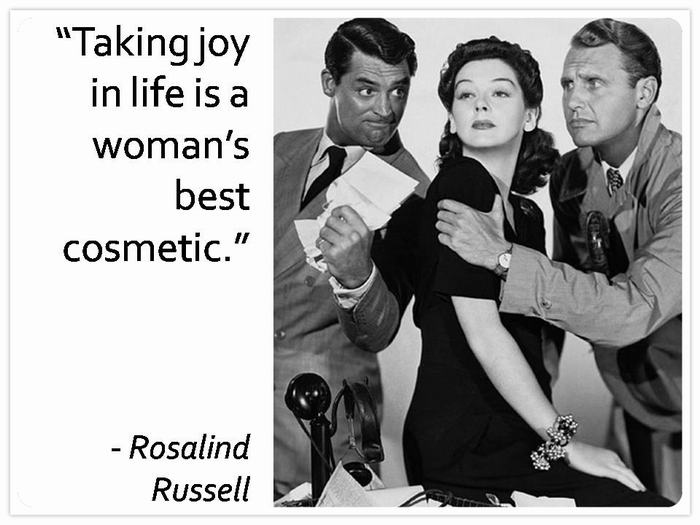 “Taking joy
in life is a
woman’s
best
cosmetic.”
- Rosalind
Russell